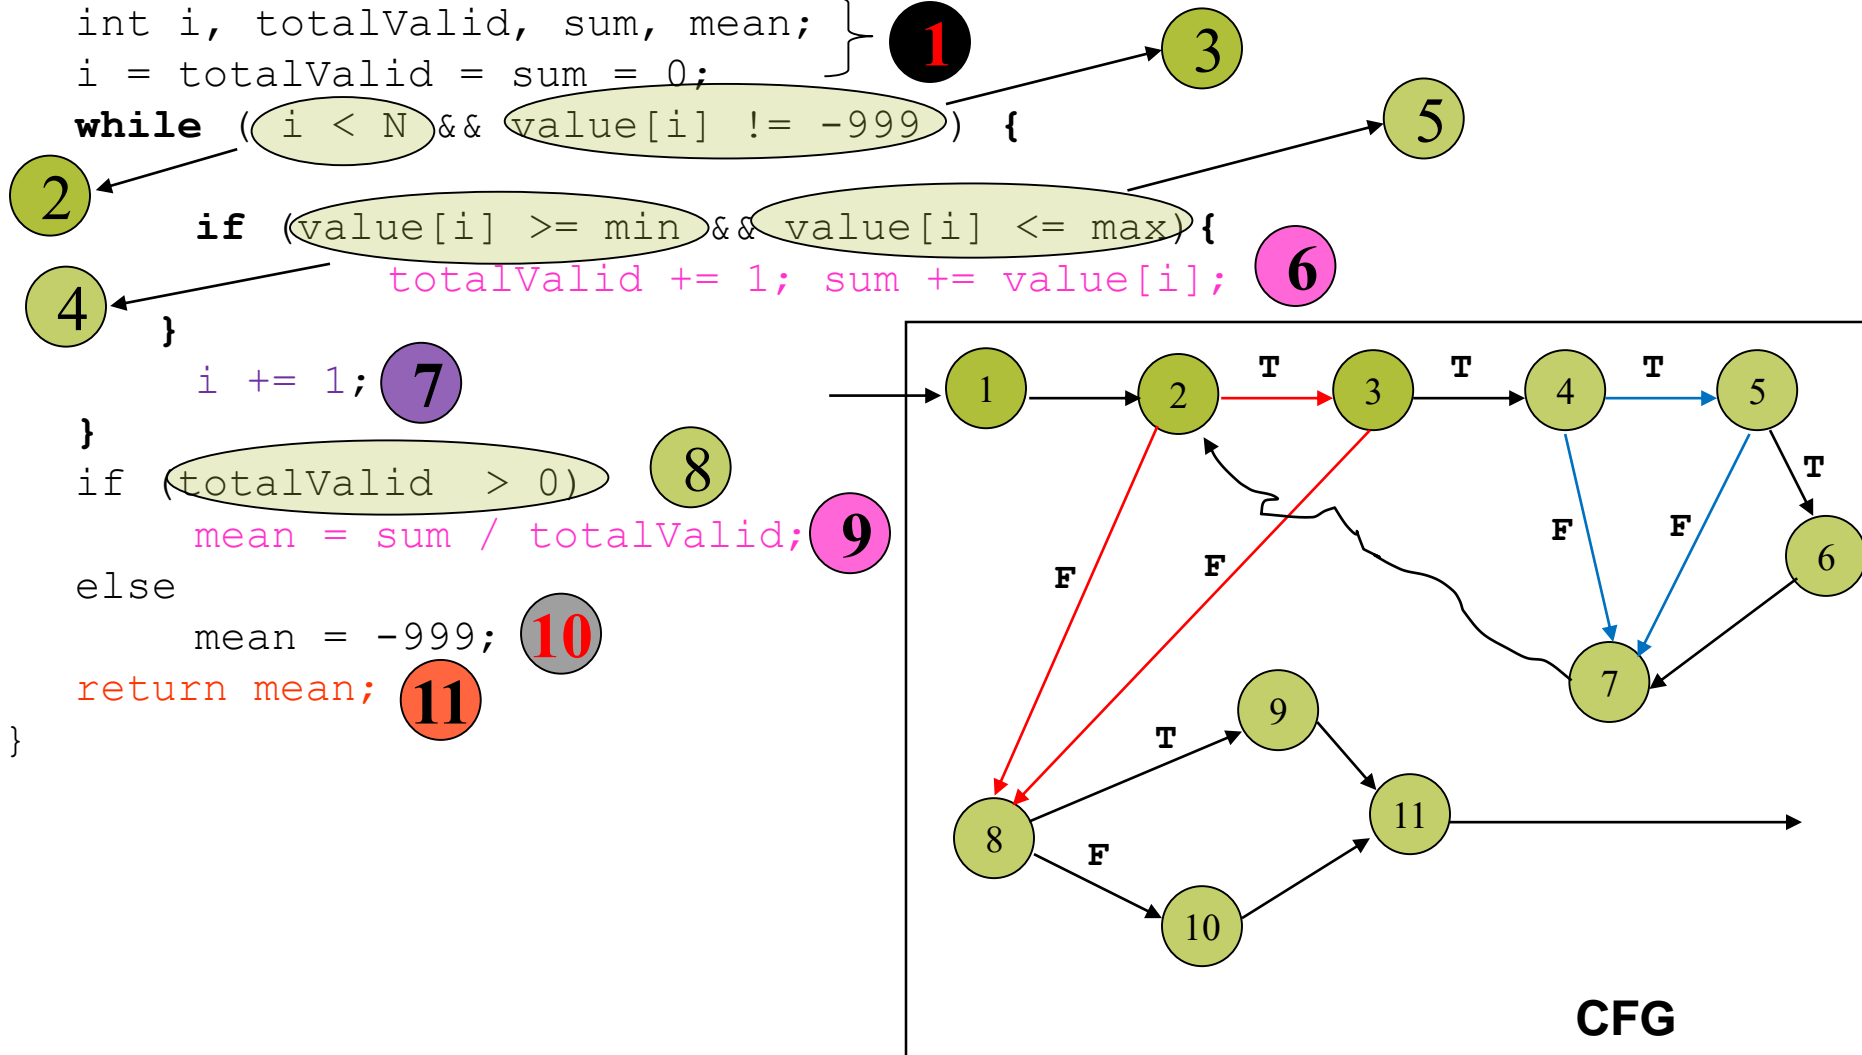 int i, totalValid, sum, mean;
i = totalValid = sum = 0;
1
3
while ( i < N && value[i] != -999 ) {
5
2
if (value[i] >= min && value[i] <= max){
totalValid += 1; sum += value[i];
6
4
}
i += 1;
7
}
if (totalValid > 0)
8
mean = sum / totalValid;
9
else
mean = -999;
10
return mean;
11
}
1 2 T 3 T 4 T 5
T
F F F F
6
7
9
T
8
11
F
10
CFG